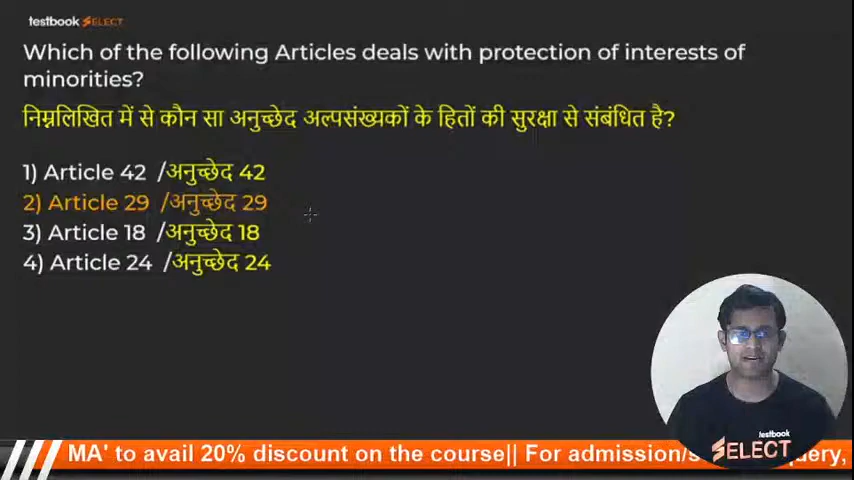 testbook SELECT
Which of the following Articles deals with protection of interests of
minorities?
निम्नलिखित में से कौन सा अनुच्छेद अल्पसंख्यकों के हितों की सुरक्षा से संबंधित है?
1) Article 42 /अनुच्छेद 42
2) Article 29 /अनुच्छेद 29
3) Article 18 /अनुच्छेद 18
4) Article 24 /अनुच्छेद 24
testbook
SELECT
MA' to avail 20% discount on the course|| For admission/s